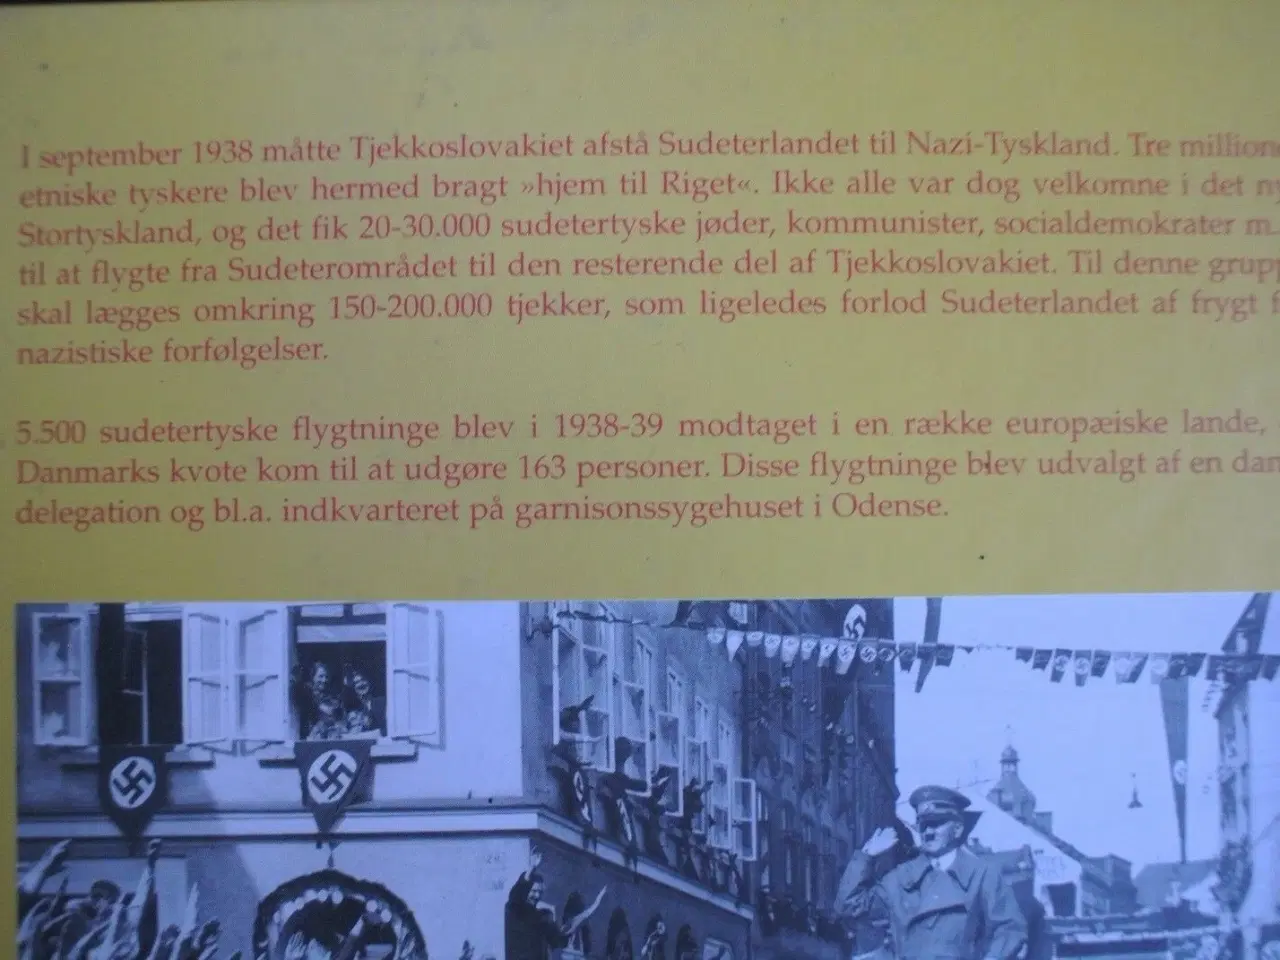 I september 1938 måtte Tjekkoslovakiet afstå Sudeterlandet til Nazi-Tyskland. Tre million
etniske tyskere blev hermed bragt »hjem til Riget«. Ikke alle var dog velkomne i det n
Stortyskland, og det fik 20-30.000 sudetertyske jøder, kommunister, socialdemokrater m.
til at flygte fra Sudeterområdet til den resterende del af Tjekkoslovakiet. Til denne grup
skal lægges omkring 150-200.000 tjekker, som ligeledes forlod Sudeterlandet af frygt f
nazistiske forfølgelser.
5.500 sudetertyske flygtninge blev i 1938-39 modtaget i en række europæiske lande,
Danmarks kvote kom til at udgøre 163 personer. Disse flygtninge blev udvalgt af en dan
delegation og bl.a. indkvarteret på garnisonssygehuset i Odense.